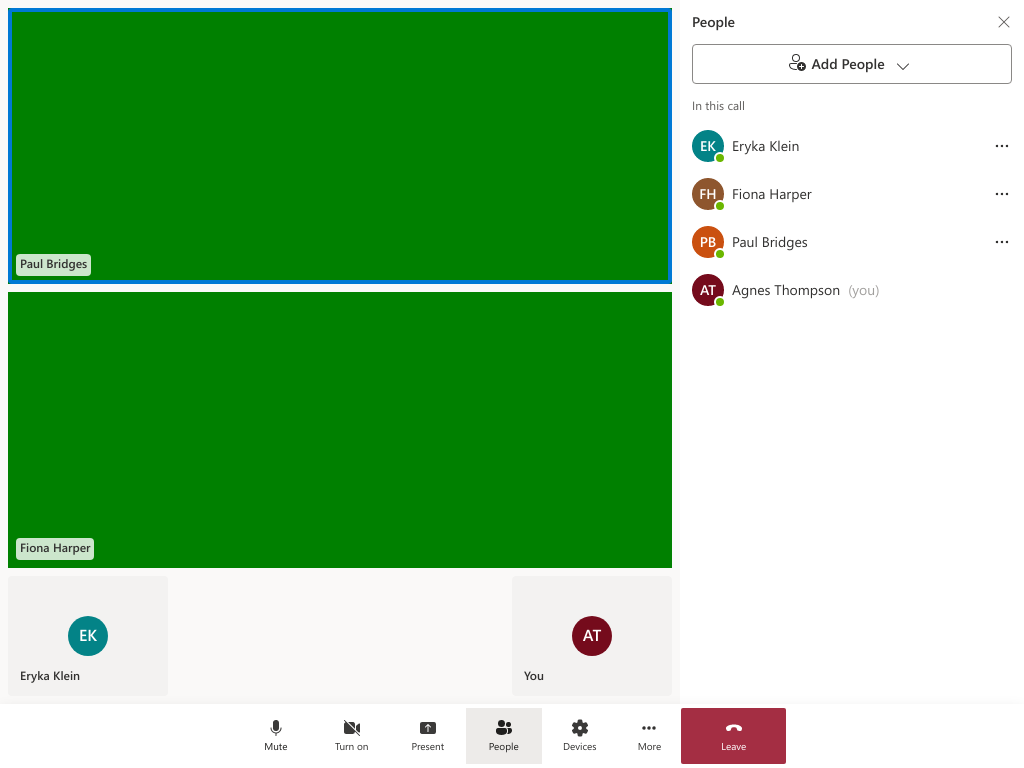 Paul Bridges
Fiona Harper
EK
Eryka Klein
AT
You
People
Add People
In this call
EK Eryka Klein
FH Fiona Harper
PB Paul Bridges
AT Agnes Thompson (you)
Mute Turn on Present People Devices More Leave